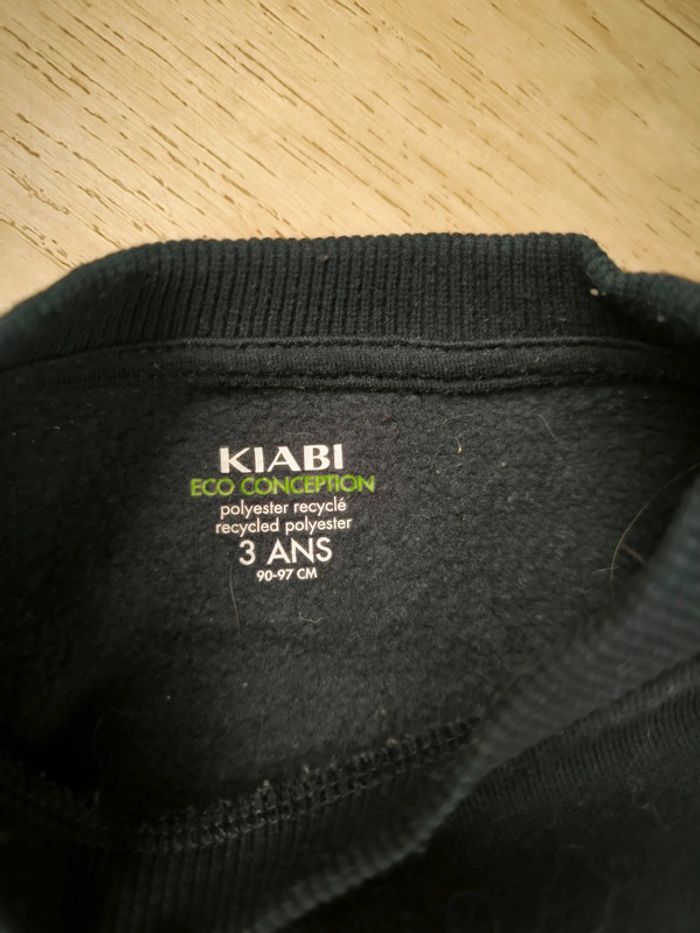 KIABI
ECO CONCEPTION
polyester recyclé
recycled polyester
3 ANS
90-97 CM